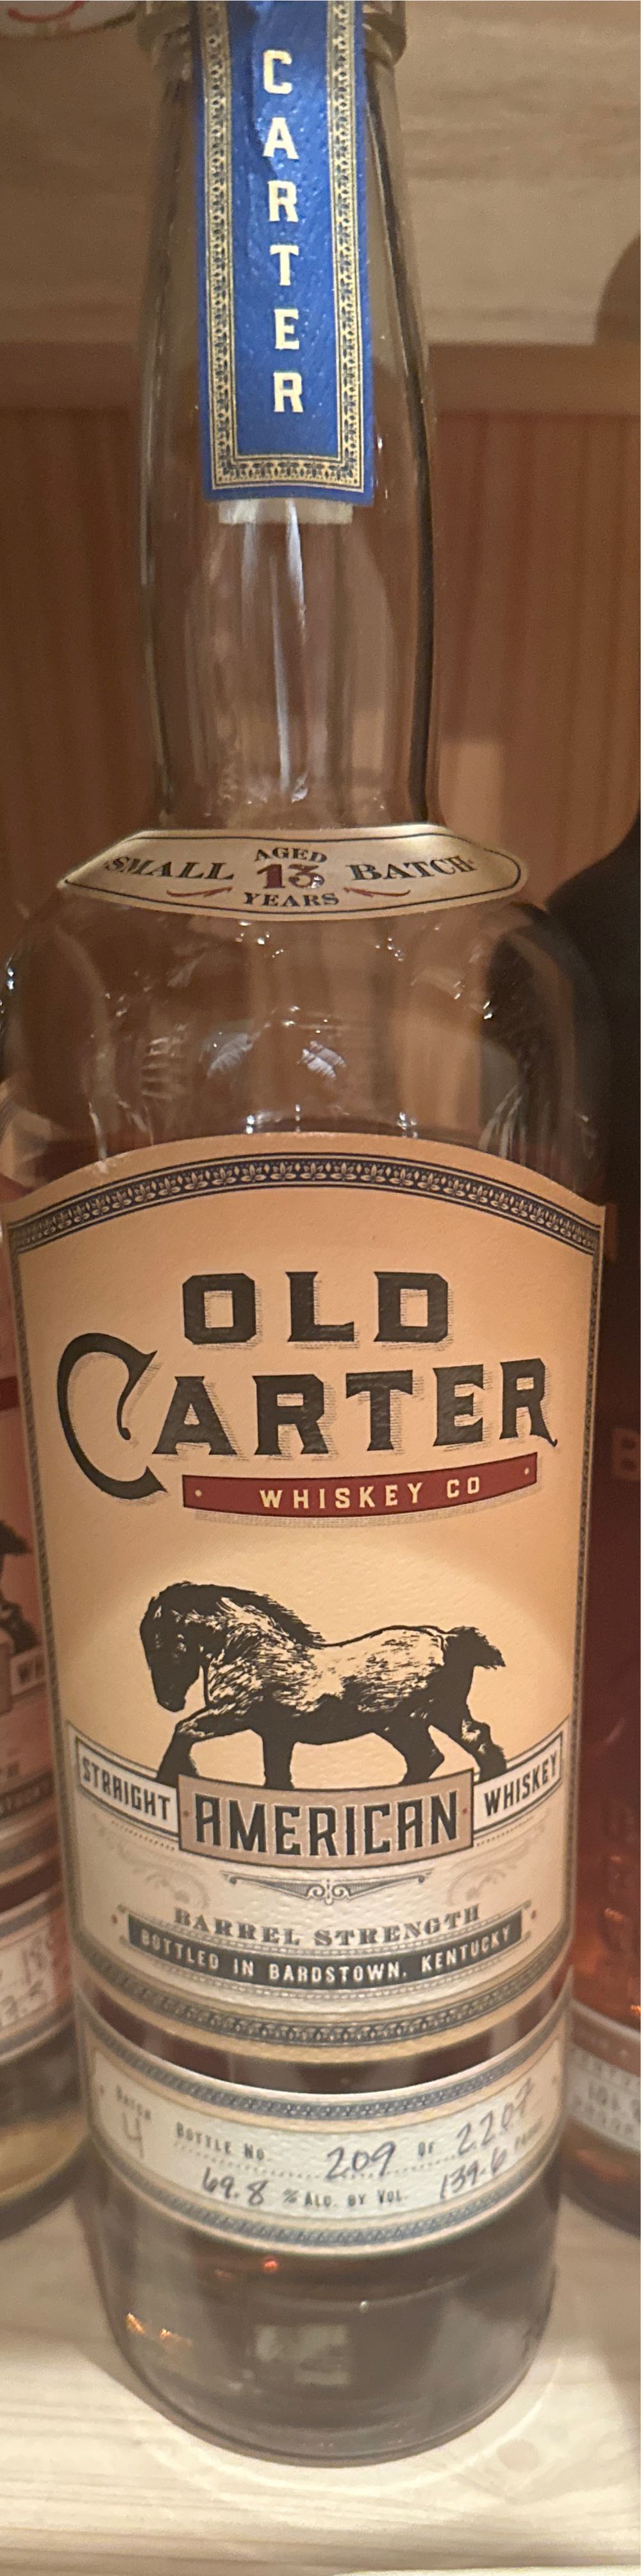 CARTER
SMALL AGED 13 YEARS BATCH
OLD
CARTER
WHISKEY CO
STRAIGHT AMERICAN WHISKEY
BARREL STRENGTH
BOTTLED IN BARDSTOWN, KENTUCKY
BATCH 4 BOTTLE NO. 209 OF 2207
69.8 % ALC. BY VOL. 139.6 PROOF